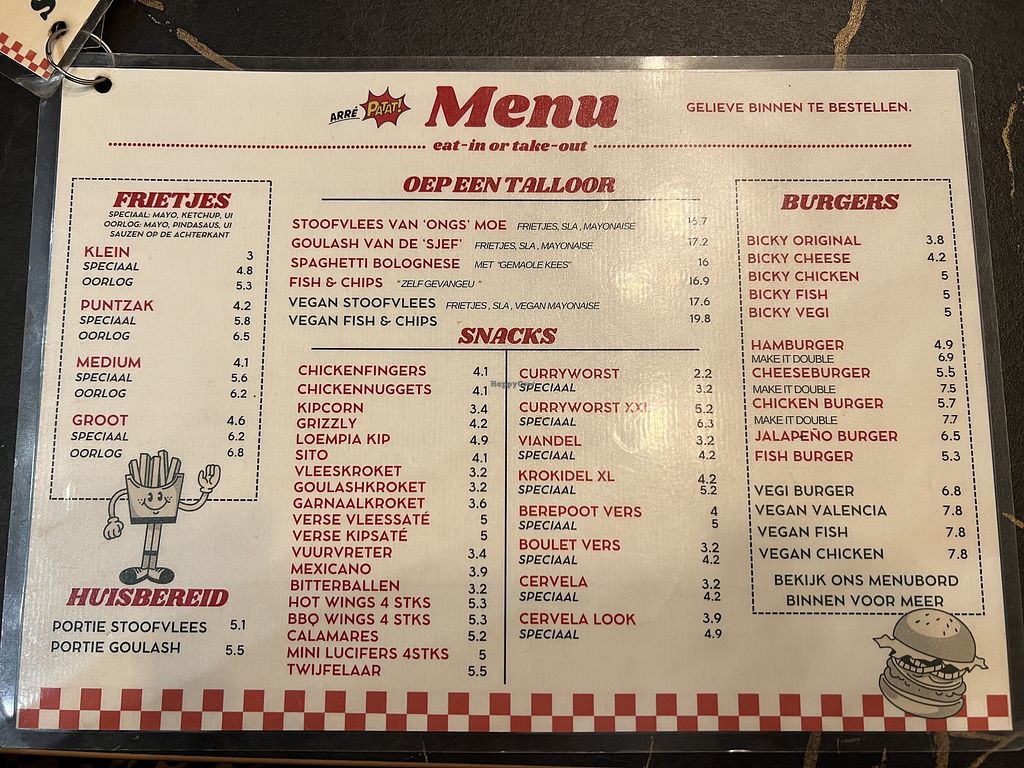 ARRÉ PATAT!
Menu
GELIEVE BINNEN TE BESTELLEN.
eat-in or take-out
FRIETJES
SPECIAAL: MAYO, KETCHUP, UI
OORLOG: MAYO, PINDASAUS, UI
SAUZEN OP DE ACHTERKANT
KLEIN 3
SPECIAAL 4.8
OORLOG 5.3
PUNTZAK 4.2
SPECIAAL 5.8
OORLOG 6.5
MEDIUM 4.1
SPECIAAL 5.6
OORLOG 6.2
GROOT 4.6
SPECIAAL 6.2
OORLOG 6.8
HUISBEREID
PORTIE STOOFVLEES 5.1
PORTIE GOULASH 5.5
OEP EEN TALLOOR
STOOFVLEES VAN ‘ONGS’ MOE FRIETJES, SLA , MAYONAISE
GOULASH VAN DE ‘SJEF’ FRIETJES, SLA , MAYONAISE 17.2
SPAGHETTI BOLOGNESE MET “GEMAOLE KEES” 16
FISH & CHIPS “ZELF GEVANGEU ” 16.9
VEGAN STOOFVLEES FRIETJES , SLA , VEGAN MAYONAISE 17.6
VEGAN FISH & CHIPS 19.8
SNACKS
CHICKENFINGERS 4.1
CHICKENNUGGETS 4.1
KIPCORN 3.4
GRIZZLY 4.2
LOEMPIA KIP 4.9
SITO 4.1
VLEESKROKET 3.2
GOULASHKROKET 3.2
GARNAALKROKET 3.6
VERSE VLEESSATÉ 5
VERSE KIPSATÉ 5
VUURVRETER 3.4
MEXICANO 3.9
BITTERBALLEN 3.2
HOT WINGS 4 STKS 5.3
BBQ WINGS 4 STKS 5.3
CALAMARES 5.2
MINI LUCIFERS 4STKS 5
TWIJFELAAR 5.5
HappyCow
CURRYWORST 2.2
SPECIAAL 3.2
CURRYWORST XXL 5.2
SPECIAAL 6.3
VIANDEL 3.2
SPECIAAL 4.2
KROKIDEL XL 4.2
SPECIAAL 5.2
BEREPOOT VERS 4
SPECIAAL 5
BOULET VERS 3.2
SPECIAAL 4.2
CERVELA 3.2
SPECIAAL 4.2
CERVELA LOOK 3.9
SPECIAAL 4.9
BURGERS
BICKY ORIGINAL 3.8
BICKY CHEESE 4.2
BICKY CHICKEN 5
BICKY FISH 5
BICKY VEGI 5
HAMBURGER 4.9
MAKE IT DOUBLE 6.9
CHEESEBURGER 5.5
MAKE IT DOUBLE 7.5
CHICKEN BURGER 5.7
MAKE IT DOUBLE 7.7
JALAPEÑO BURGER 6.5
FISH BURGER 5.3
VEGI BURGER 6.8
VEGAN VALENCIA 7.8
VEGAN FISH 7.8
VEGAN CHICKEN 7.8
BEKIJK ONS MENUBORD
BINNEN VOOR MEER